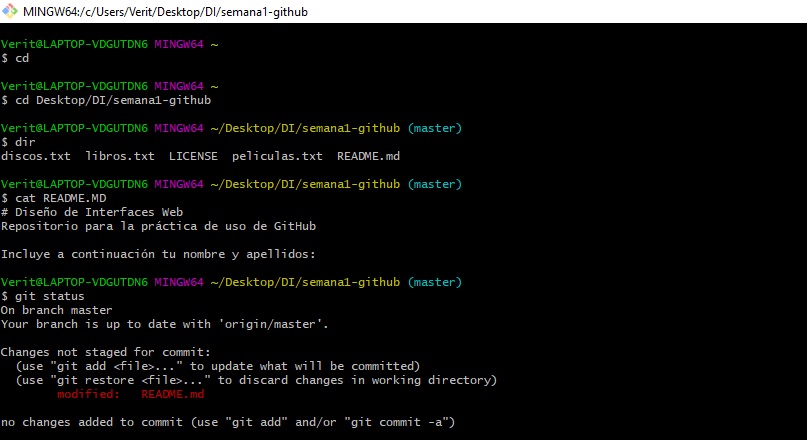 MINGW64:/c/Users/Verit/Desktop/DI/semana1-github
Verit@LAPTOP-VDGUTDN6 MINGW64 ~
$ cd
Verit@LAPTOP-VDGUTDN6 MINGW64 ~
$ cd Desktop/DI/semana1-github
Verit@LAPTOP-VDGUTDN6 MINGW64 ~/Desktop/DI/semana1-github (master)
$ dir
discos.txt  libros.txt  LICENSE  peliculas.txt  README.md
Verit@LAPTOP-VDGUTDN6 MINGW64 ~/Desktop/DI/semana1-github (master)
$ cat README.MD
# Diseño de Interfaces Web
Repositorio para la práctica de uso de GitHub
Incluye a continuación tu nombre y apellidos:
Verit@LAPTOP-VDGUTDN6 MINGW64 ~/Desktop/DI/semana1-github (master)
$ git status
On branch master
Your branch is up to date with 'origin/master'.
Changes not staged for commit:
  (use "git add <file>..." to update what will be committed)
  (use "git restore <file>..." to discard changes in working directory)
        modified:   README.md
no changes added to commit (use "git add" and/or "git commit -a")